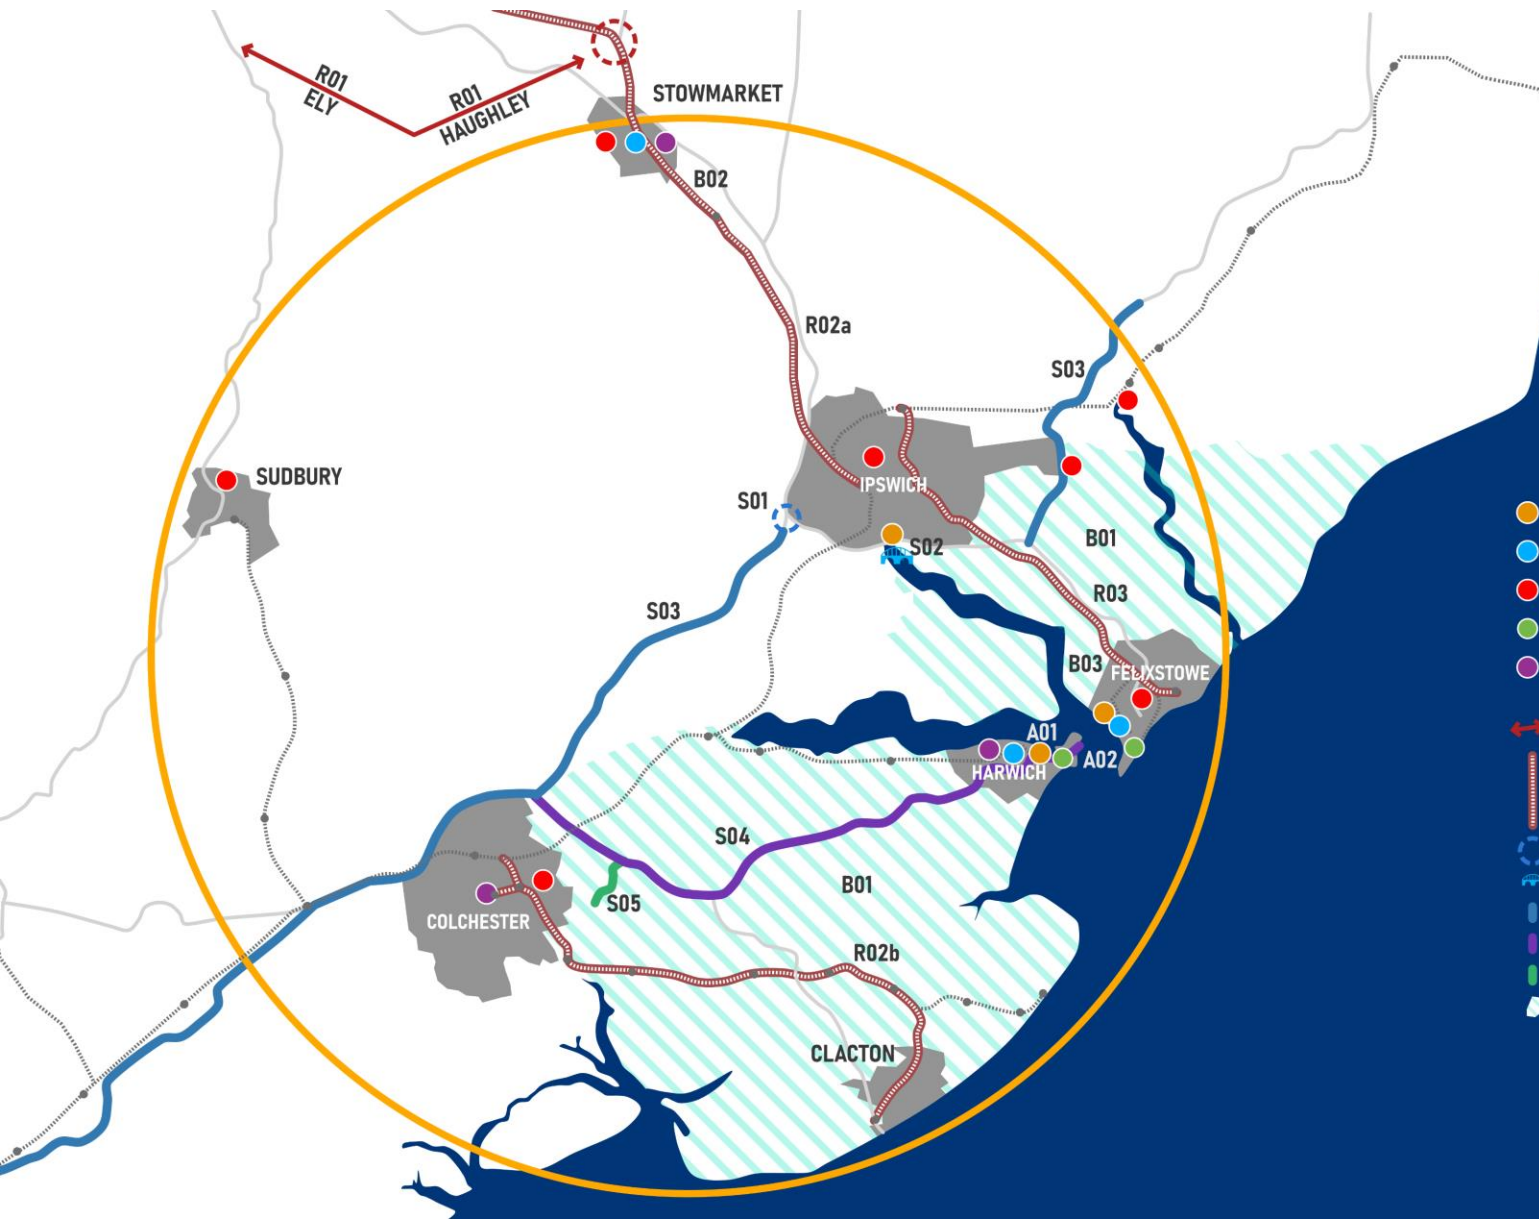 R01
ELY
R01
HAUGHLEY
STOWMARKET
B02
R02a
S03
SUDBURY
S01
IPSWICH
S02
B01
R03
S03
B03
FELIXSTOWE
A01
A02
HARWICH
S04
B01
S05
COLCHESTER
R02b
CLACTON